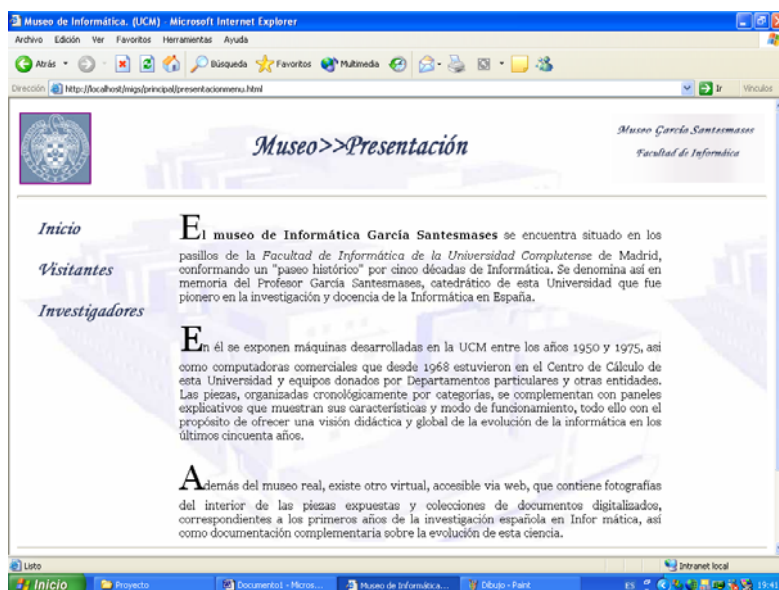 Museo de Informática. (UCM) - Microsoft Internet Explorer
Archivo Edición Ver Favoritos Herramientas Ayuda
Atrás Búsqueda Favoritos Multimedia
Dirección http://localhost/migs/principal/presentacionmenu.html Ir Vínculos
Museo>>Presentación
Museo García Santesmases
Facultad de Informática
Inicio
Visitantes
Investigadores
El museo de Informática García Santesmases se encuentra situado en los
pasillos de la Facultad de Informática de la Universidad Complutense de Madrid,
conformando un "paseo histórico" por cinco décadas de Informática. Se denomina así en
memoria del Profesor García Santesmases, catedrático de esta Universidad que fue
pionero en la investigación y docencia de la Informática en España.
En él se exponen máquinas desarrolladas en la UCM entre los años 1950 y 1975, asi
como computadoras comerciales que desde 1968 estuvieron en el Centro de Cálculo de
esta Universidad y equipos donados por Departamentos particulares y otras entidades.
Las piezas, organizadas cronológicamente por categorías, se complementan con paneles
explicativos que muestran sus características y modo de funcionamiento, todo ello con el
propósito de ofrecer una visión didáctica y global de la evolución de la informática en los
últimos cincuenta años.
Además del museo real, existe otro virtual, accesible via web, que contiene fotografías
del interior de las piezas expuestas y colecciones de documentos digitalizados,
correspondientes a los primeros años de la investigación española en Infor mática, así
como documentación complementaria sobre la evolución de esta ciencia.
Listo Intranet local
Inicio Proyecto Documento1 - Micros... Museo de Informática... Dibujo - Paint ES 19:41